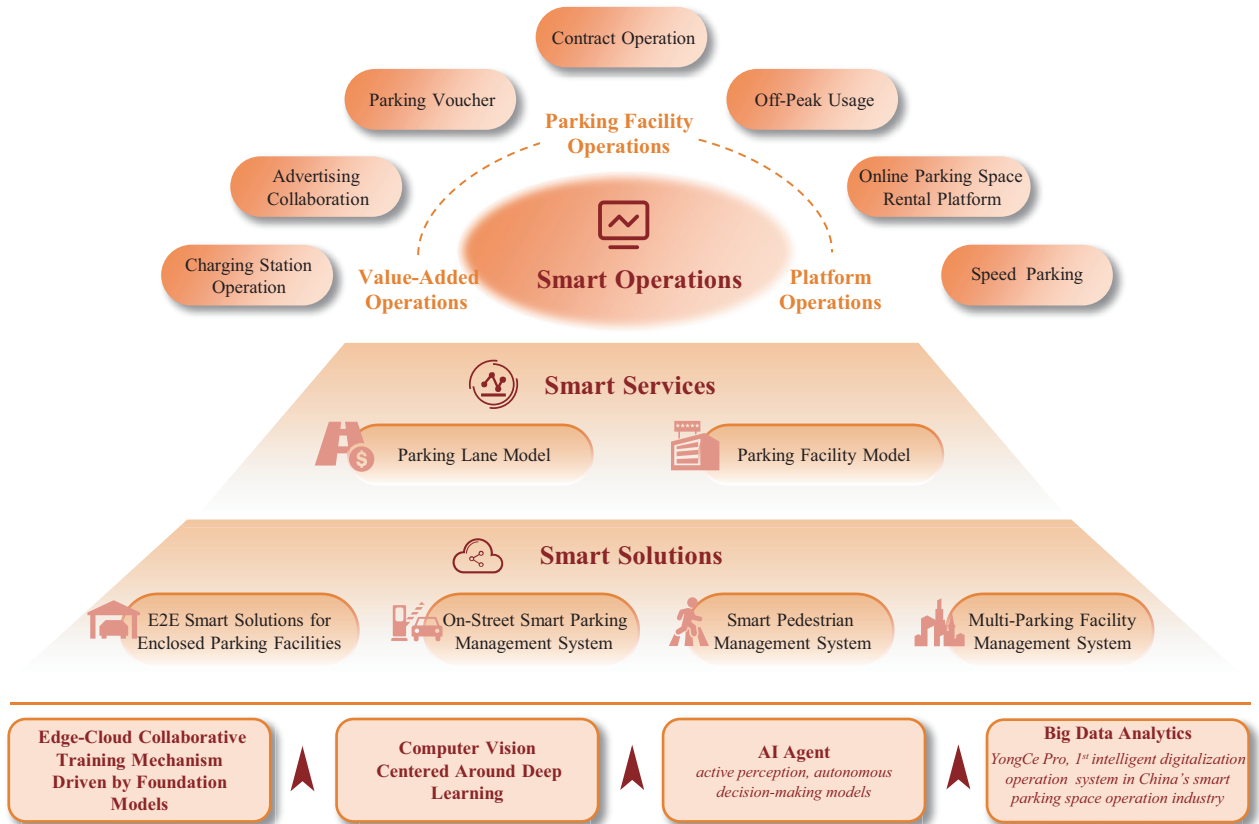 Contract Operation
Parking Voucher
Off-Peak Usage
Parking Facility
Operations
Advertising
Collaboration
Online Parking Space
Rental Platform
Charging Station
Operation
Value-Added
Operations
Smart Operations
Platform
Operations
Speed Parking
Smart Services
Parking Lane Model
Parking Facility Model
Smart Solutions
E2E Smart Solutions for
Enclosed Parking Facilities
On-Street Smart Parking
Management System
Smart Pedestrian
Management System
Multi-Parking Facility
Management System
Edge-Cloud Collaborative
Training Mechanism
Driven by Foundation
Models
Computer Vision
Centered Around Deep
Learning
AI Agent
active perception, autonomous
decision-making models
Big Data Analytics
YongCe Pro, 1st intelligent digitalization
operation system in China's smart
parking space operation industry